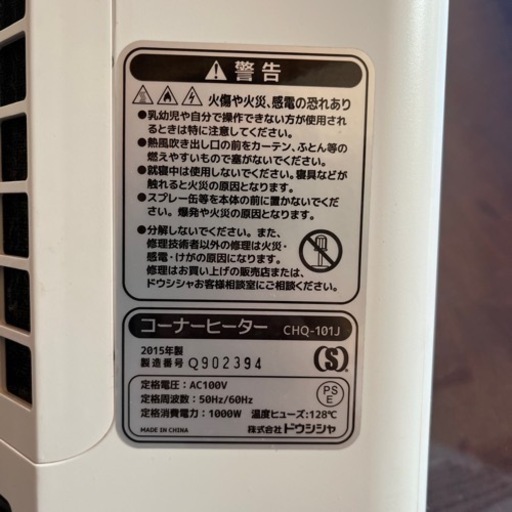 警告
火傷や火災、感電の恐れあり
●乳幼児や自分で操作できない方が使用され
るときは特に注意してください。
●熱風吹き出し口の前をカーテン、ふとん等の
燃えやすいもので塞がないでください。
●就寝中は使用しないでください。寝具などが
触れると火災の原因となります。
●スプレー缶等を本体の前に置かないでくだ
さい。爆発や火災の原因となります。
●分解しないでください。また、
修理技術者以外の修理は火災・
感電・けがの原因になります。
修理はお買い上げの販売店または、
ドウシシャお客様相談室にご相談ください。
コーナーヒーター CHQ-101J
2015年製
製造番号 Q902394
(S)
定格電圧：AC100V
定格周波数：50Hz/60Hz
定格消費電力：1000W 温度ヒューズ：128℃
PS
E
MADE IN CHINA 株式会社ドウシシャ